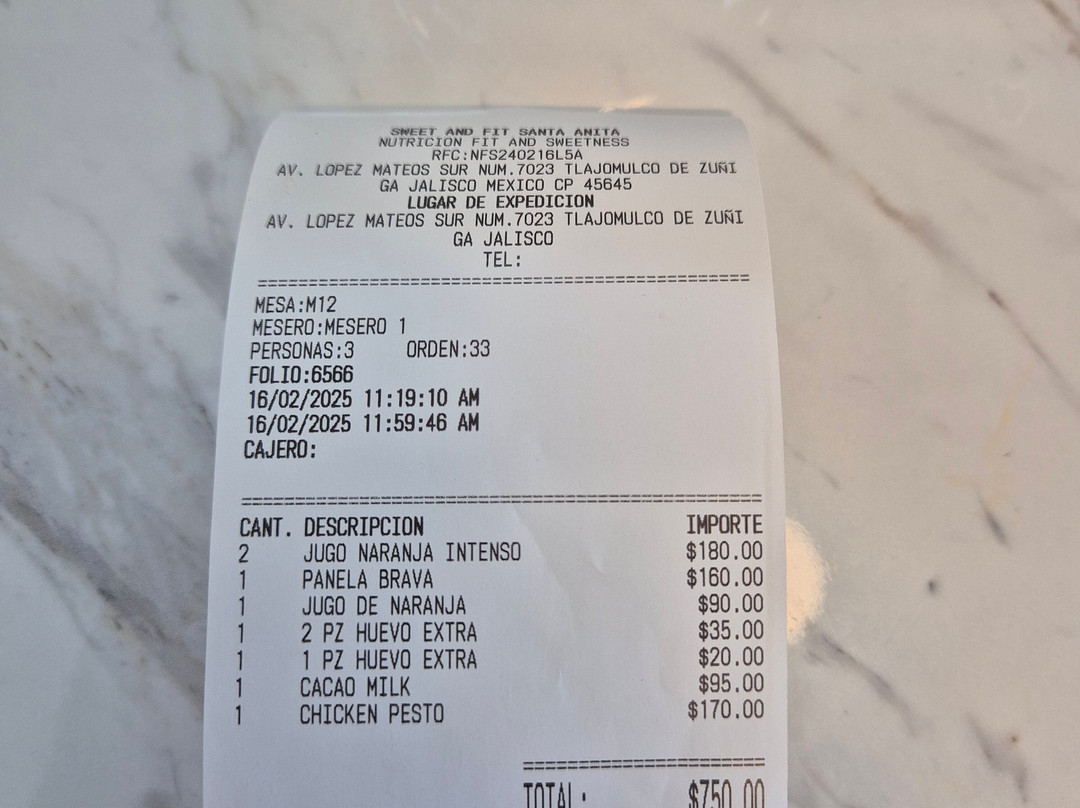 SWEET AND FIT SANTA ANITA
NUTRICION FIT AND SWEETNESS
RFC:NFS240216L5A
AV. LOPEZ MATEOS SUR NUM.7023 TLAJOMULCO DE ZUÑI
GA JALISCO MEXICO CP 45645
LUGAR DE EXPEDICION
AV. LOPEZ MATEOS SUR NUM.7023 TLAJOMULCO DE ZUÑI
GA JALISCO
TEL:
MESA:M12
MESERO:MESERO 1
PERSONAS:3 ORDEN:33
FOLIO:6566
16/02/2025 11:19:10 AM
16/02/2025 11:59:46 AM
CAJERO:
CANT. DESCRIPCION IMPORTE
2 JUGO NARANJA INTENSO $180.00
1 PANELA BRAVA $160.00
1 JUGO DE NARANJA $90.00
1 2 PZ HUEVO EXTRA $35.00
1 1 PZ HUEVO EXTRA $20.00
1 CACAO MILK $95.00
1 CHICKEN PESTO $170.00
TOTAL: $750.00